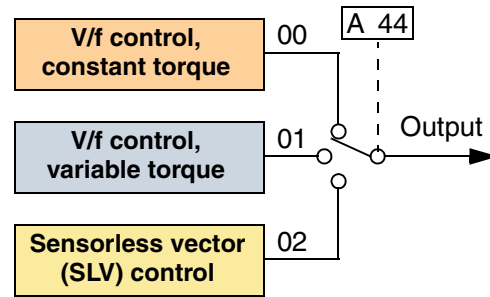 A 44
V/f control,
constant torque
00
V/f control,
variable torque
01
Output
Sensorless vector
(SLV) control
02